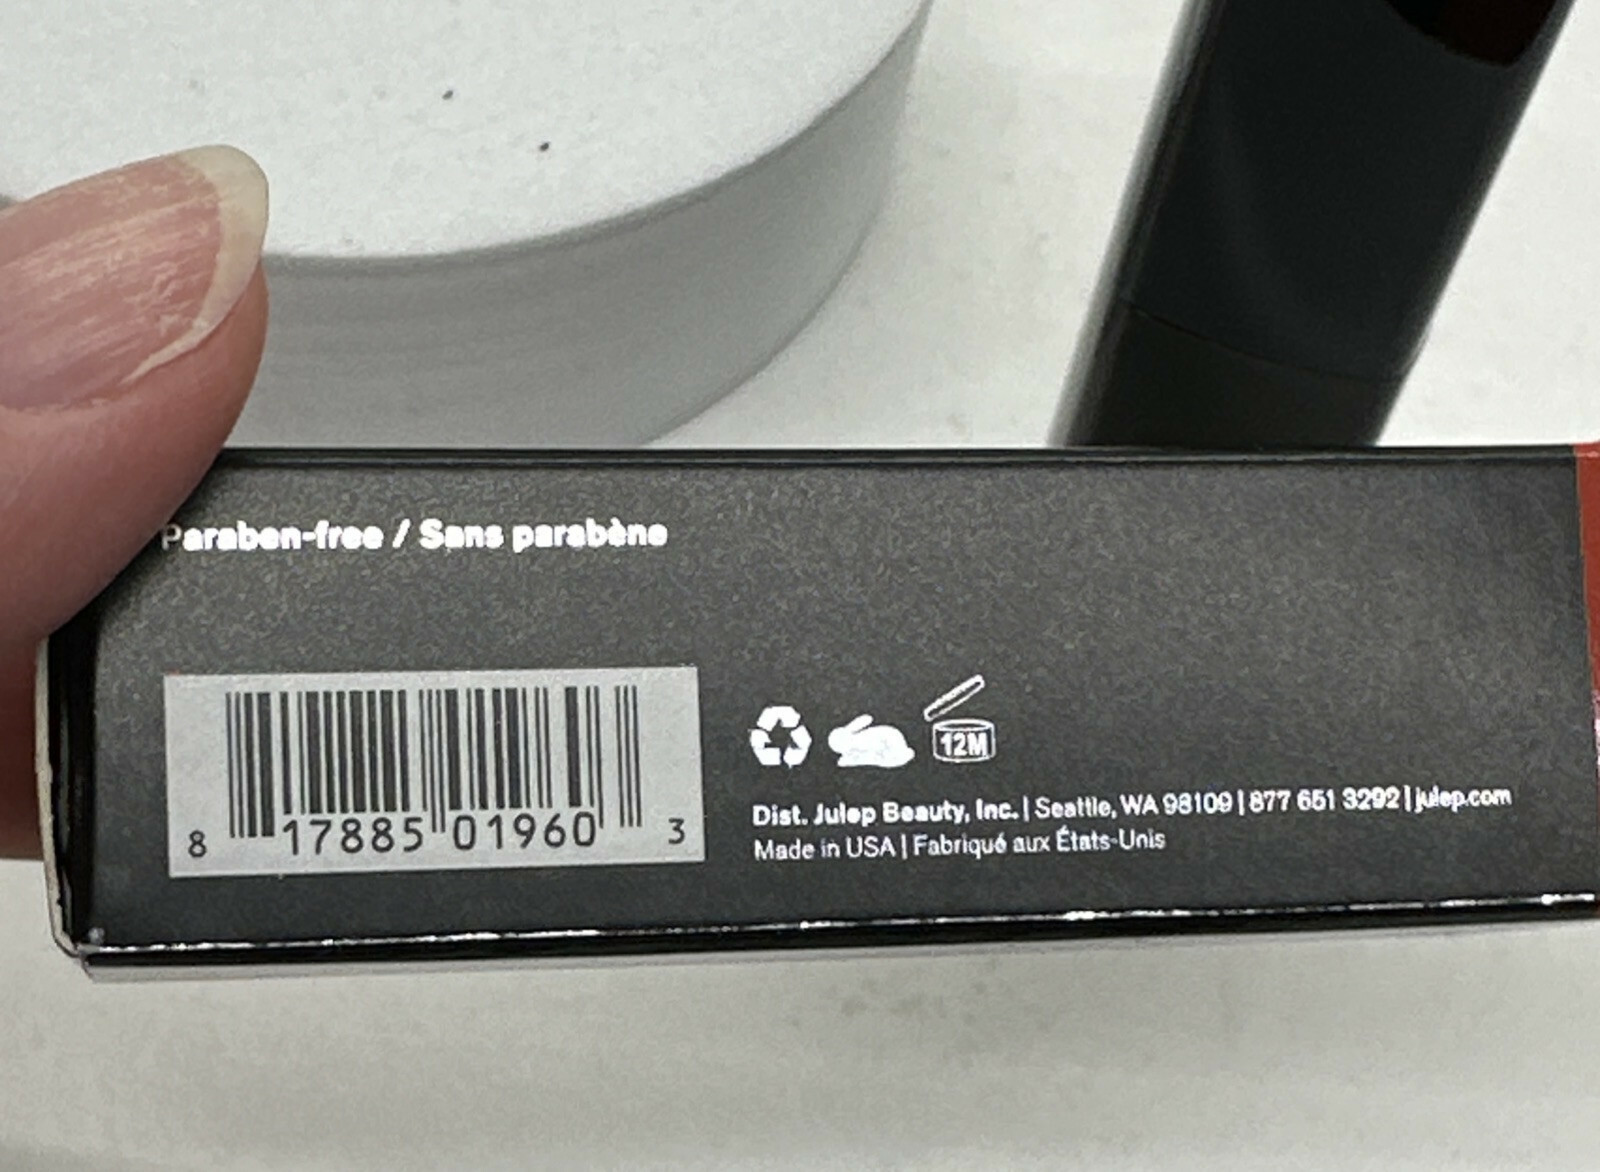 Paraben-free / Sans parabène
8 17885 01960 3
12M
Dist. Julep Beauty, Inc. | Seattle, WA 98109 | 877 651 3292 | julep.com
Made in USA | Fabriqué aux États-Unis